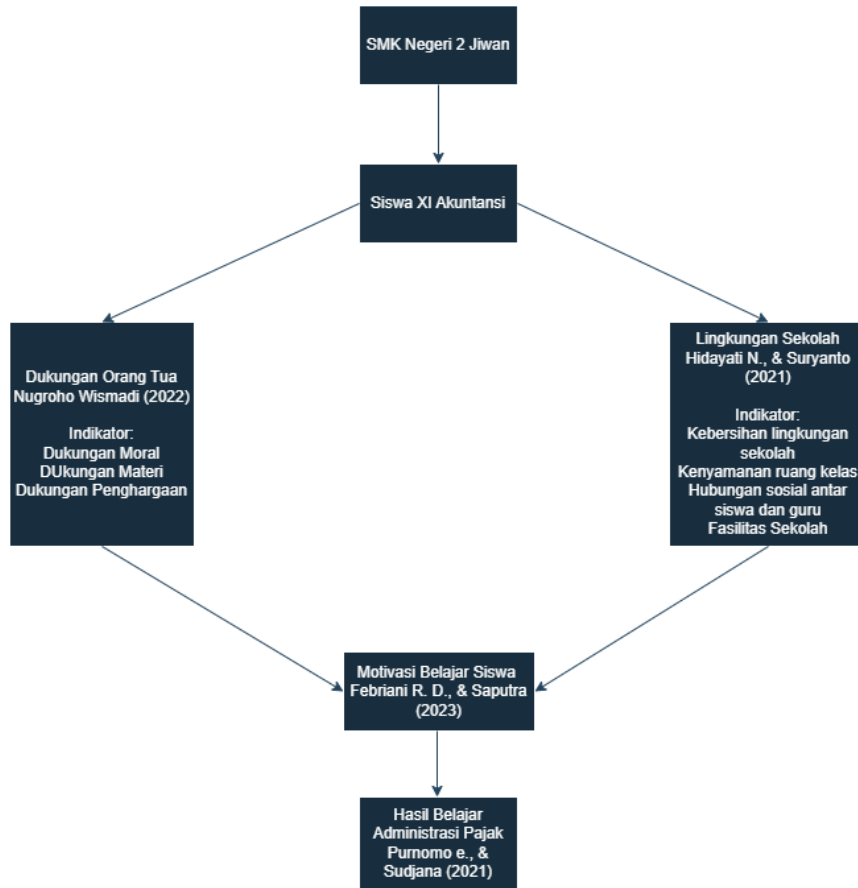 SMK Negeri 2 Jiwan
Siswa XI Akuntansi
Dukungan Orang Tua
Nugroho Wismadi (2022)
Indikator:
Dukungan Moral
DUkungan Materi
Dukungan Penghargaan
Lingkungan Sekolah
Hidayati N., & Suryanto
(2021)
Indikator:
Kebersihan lingkungan
sekolah
Kenyamanan ruang kelas
Hubungan sosial antar
siswa dan guru
Fasilitas Sekolah
Motivasi Belajar Siswa
Febriani R. D., & Saputra
(2023)
Hasil Belajar
Administrasi Pajak
Purnomo e., &
Sudjana (2021)